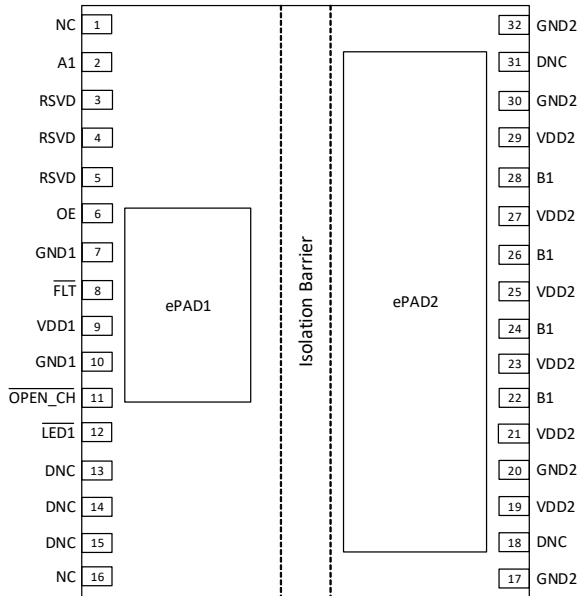 NC 1
A1 2
RSVD 3
RSVD 4
RSVD 5
OE 6
GND1 7
FLT 8
VDD1 9
GND1 10
OPEN_CH 11
LED1 12
DNC 13
DNC 14
DNC 15
NC 16
ePAD1
Isolation Barrier
ePAD2
32 GND2
31 DNC
30 GND2
29 VDD2
28 B1
27 VDD2
26 B1
25 VDD2
24 B1
23 VDD2
22 B1
21 VDD2
20 GND2
19 VDD2
18 DNC
17 GND2